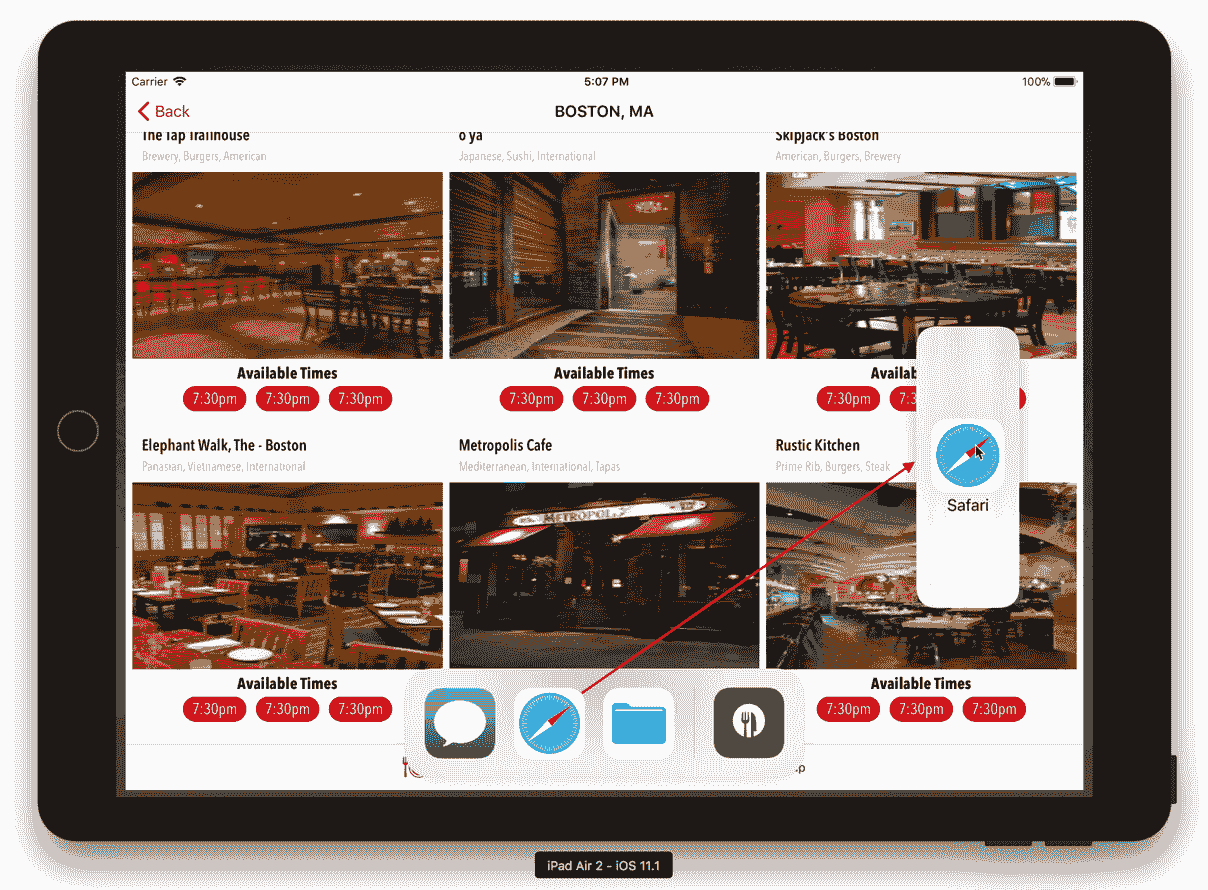 Carrier 5:07 PM 100%
Back BOSTON, MA
The Tap Trailhouse o ya Skipjack's Boston
Brewery, Burgers, American Japanese, Sushi, International American, Burgers, Brewery
Available Times Available Times Availab
7:30pm 7:30pm 7:30pm 7:30pm 7:30pm 7:30pm 7:30pm 7:3
Elephant Walk, The - Boston Metropolis Cafe Rustic Kitchen
Panasian, Vietnamese, International Mediterranean, International, Tapas Prime Rib, Burgers, Steak
Safari
METROPOL
Available Times Available Times
7:30pm 7:30pm 7:30pm 7:30pm 7:30pm 7:30pm
p
iPad Air 2 - iOS 11.1